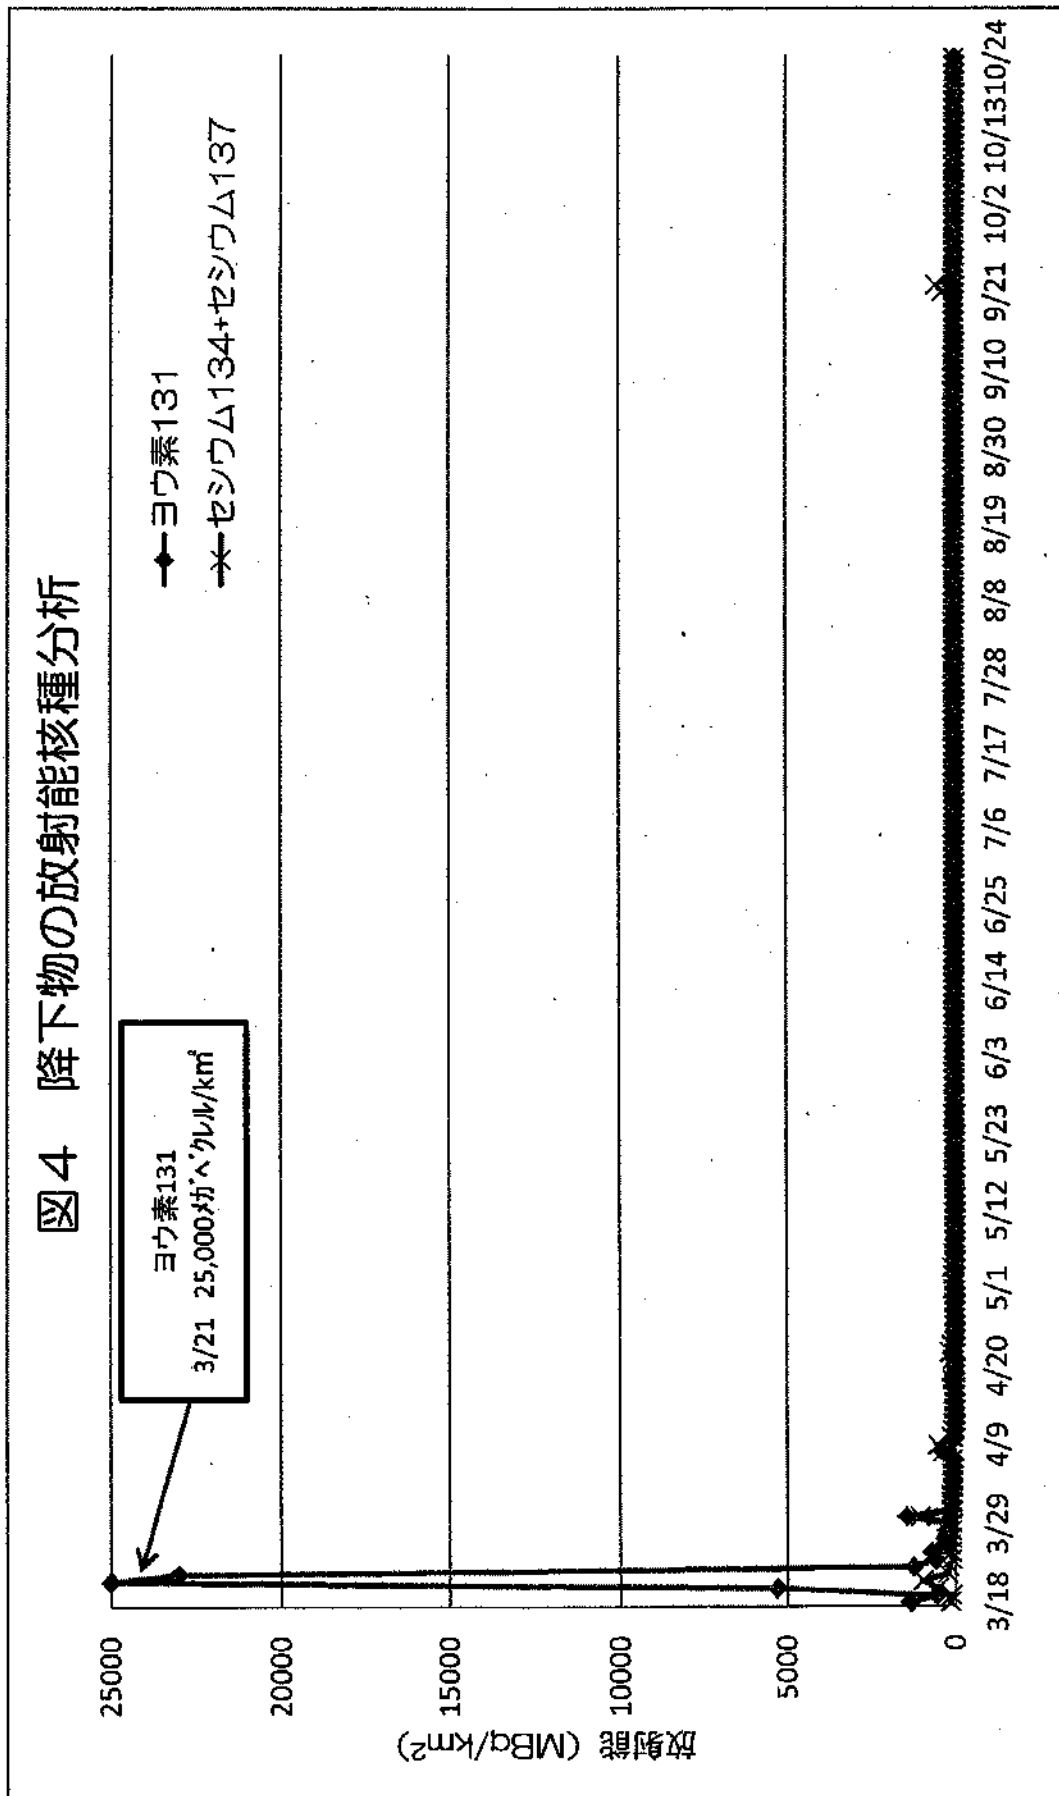 図4 降下物の放射能核種分析
ヨウ素131
3/21 25,000メガベクレル/km²
ヨウ素131
セシウム134+セシウム137
放射能 (MBq/km²)
25000
20000
15000
10000
5000
0
3/18 3/29 4/9 4/20 5/1 5/12 5/23 6/3 6/14 6/25 7/6 7/17 7/28 8/8 8/19 8/30 9/10 9/21 10/2 10/13 10/24